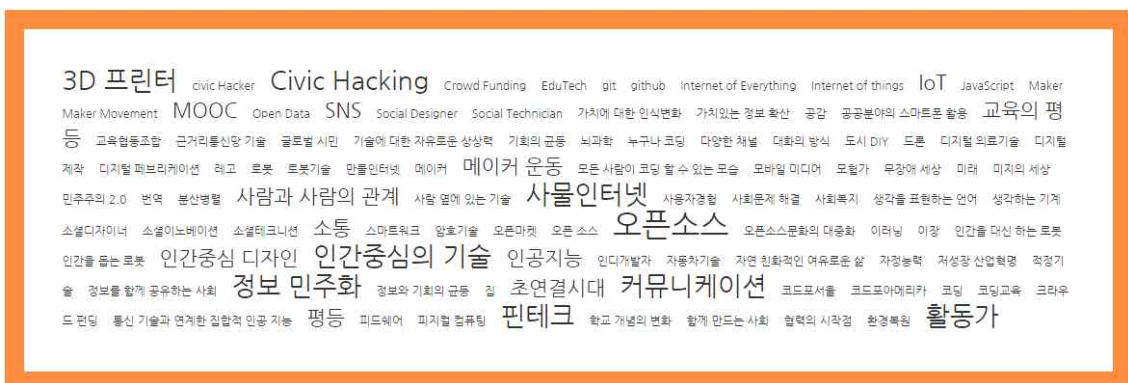 3D 프린터 civic Hacker Civic Hacking Crowd Funding EduTech git github Internet of Everything Internet of things IoT JavaScript Maker
Maker Movement MOOC Open Data SNS Social Designer Social Technician 가치에 대한 인식변화 가치있는 정보 확산 공감 공공분야의 스마트폰 활용 교육의 평
등 교육협동조합 근거리통신망 기술 글로벌 시민 기술에 대한 자유로운 상상력 기회의 균등 뇌과학 누구나 코딩 다양한 채널 대화의 방식 도시 DIY 드론 디지털 의료기술 디지털
제작 디지털 페브리케이션 레고 로봇 로봇기술 만물인터넷 메이커 메이커 운동 모든 사람이 코딩 할 수 있는 모습 모바일 미디어 모험가 무장애 세상 미래 미지의 세상
민주주의 2.0 번역 분산병렬 사람과 사람의 관계 사람 옆에 있는 기술 사물인터넷 사용자경험 사회문제 해결 사회복지 생각을 표현하는 언어 생각하는 기계
소셜디자이너 소셜이노베이션 소셜테크니션 소통 스마트워크 암호기술 오픈마켓 오픈 소스 오픈소스 오픈소스문화의 대중화 이러닝 이장 인간을 대신 하는 로봇
인간을 돕는 로봇 인간중심 디자인 인간중심의 기술 인공지능 인디개발자 자동차기술 자연 친화적인 여유로운 삶 자정능력 저성장 산업혁명 적정기
술 정보를 함께 공유하는 사회 정보 민주화 정보와 기회의 균등 집 초연결시대 커뮤니케이션 코드포서울 코드포아메리카 코딩 코딩교육 크라우
드 펀딩 통신 기술과 연계한 집합적 인공 지능 평등 피드쉐어 피지컬 컴퓨팅 핀테크 학교 개념의 변화 함께 만드는 사회 협력의 시작점 환경복원 활동가